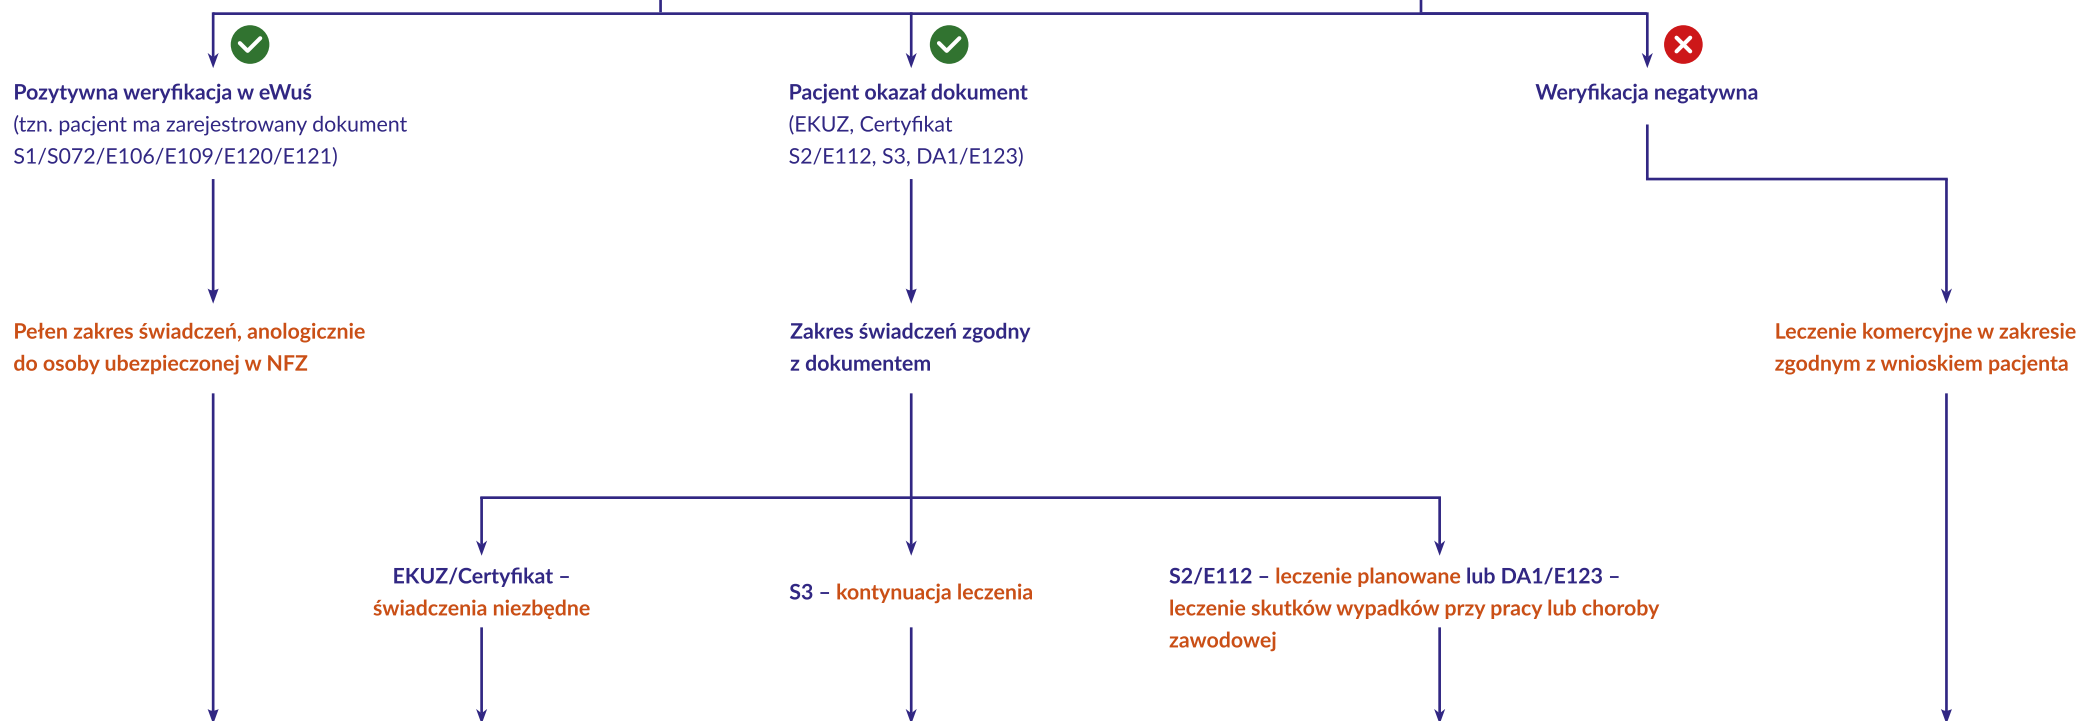 Pozytywna weryfikacja w eWuś
(tzn. pacjent ma zarejestrowany dokument
S1/S072/E106/E109/E120/E121)
Pacjent okazał dokument
(EKUZ, Certyfikat
S2/E112, S3, DA1/E123)
Weryfikacja negatywna
Pełen zakres świadczeń, anologicznie
do osoby ubezpieczonej w NFZ
Zakres świadczeń zgodny
z dokumentem
Leczenie komercyjne w zakresie
zgodnym z wnioskiem pacjenta
EKUZ/Certyfikat –
świadczenia niezbędne
S3 – kontynuacja leczenia
S2/E112 – leczenie planowane lub DA1/E123 –
leczenie skutków wypadków przy pracy lub choroby
zawodowej